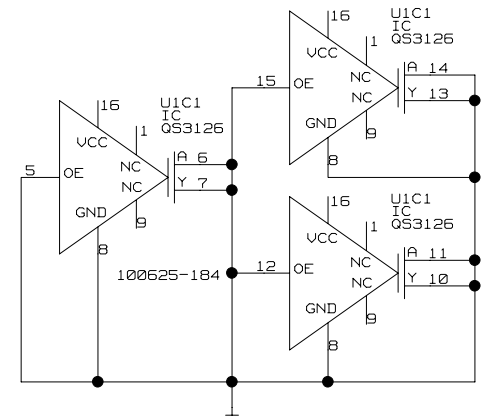 16
U1C1
IC
QS3126
1
VCC
NC
15
OE
NC
A 14
Y 13
GND
9
8
16
U1C1
IC
QS3126
1
VCC
NC
5
OE
NC
A 6
Y 7
GND
9
8
16
U1C1
IC
QS3126
1
VCC
NC
12
OE
NC
A 11
Y 10
GND
9
8
100625-184